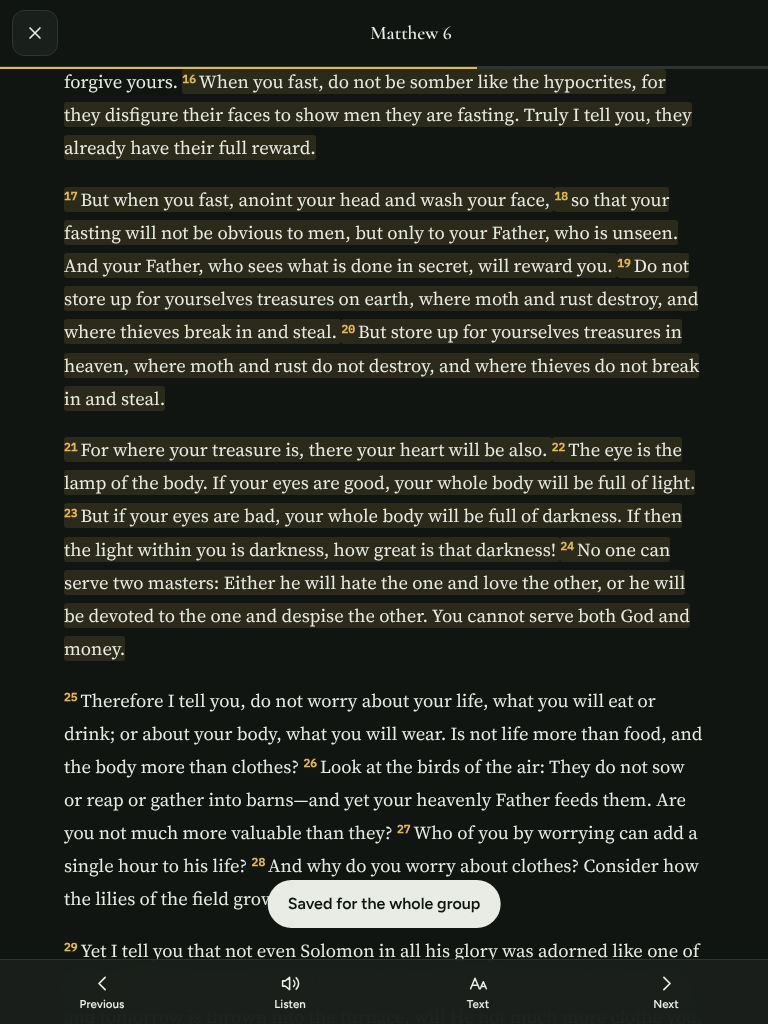 Matthew 6
forgive yours. 16 When you fast, do not be somber like the hypocrites, for
they disfigure their faces to show men they are fasting. Truly I tell you, they
already have their full reward.
17 But when you fast, anoint your head and wash your face, 18 so that your
fasting will not be obvious to men, but only to your Father, who is unseen.
And your Father, who sees what is done in secret, will reward you. 19 Do not
store up for yourselves treasures on earth, where moth and rust destroy, and
where thieves break in and steal. 20 But store up for yourselves treasures in
heaven, where moth and rust do not destroy, and where thieves do not break
in and steal.
21 For where your treasure is, there your heart will be also. 22 The eye is the
lamp of the body. If your eyes are good, your whole body will be full of light.
23 But if your eyes are bad, your whole body will be full of darkness. If then
the light within you is darkness, how great is that darkness! 24 No one can
serve two masters: Either he will hate the one and love the other, or he will
be devoted to the one and despise the other. You cannot serve both God and
money.
25 Therefore I tell you, do not worry about your life, what you will eat or
drink; or about your body, what you will wear. Is not life more than food, and
the body more than clothes? 26 Look at the birds of the air: They do not sow
or reap or gather into barns—and yet your heavenly Father feeds them. Are
you not much more valuable than they? 27 Who of you by worrying can add a
single hour to his life? 28 And why do you worry about clothes? Consider how
the lilies of the field grow
Saved for the whole group
29 Yet I tell you that not even Solomon in all his glory was adorned like one of
Previous
Listen
Text
Next